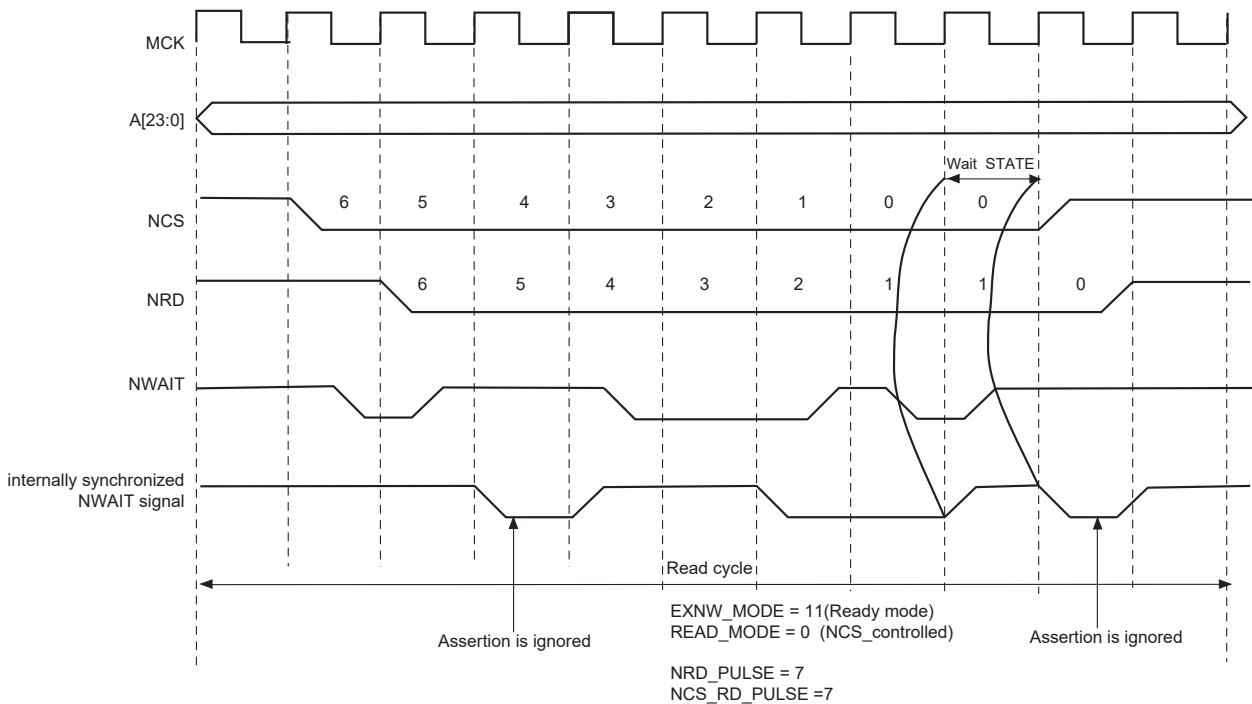 MCK
A[23:0]
Wait STATE
NCS
6 5 4 3 2 1 0 0
NRD
6 5 4 3 2 1 1 0
NWAIT
internally synchronized
NWAIT signal
Read cycle
Assertion is ignored
EXNW_MODE = 11(Ready mode)
READ_MODE = 0 (NCS_controlled)
Assertion is ignored
NRD_PULSE = 7
NCS_RD_PULSE =7